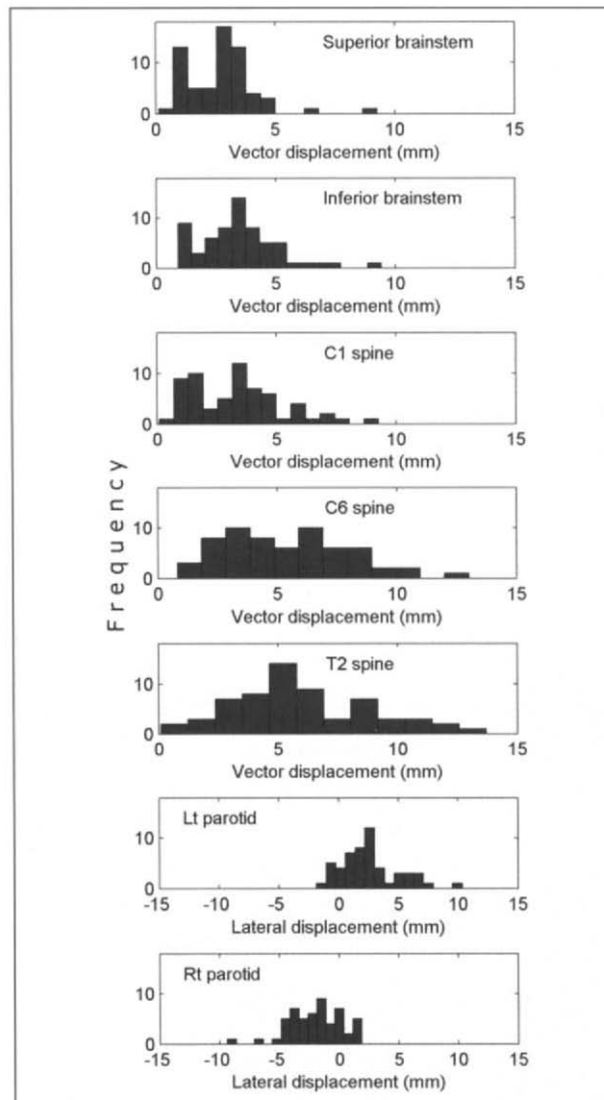 Superior brainstem
10
0
0 5 10 15
Vector displacement (mm)
Inferior brainstem
10
0
0 5 10 15
Vector displacement (mm)
C1 spine
10
0
0 5 10 15
Vector displacement (mm)
Frequency
C6 spine
10
0
0 5 10 15
Vector displacement (mm)
T2 spine
10
0
0 5 10 15
Vector displacement (mm)
Lt parotid
10
0
-15 -10 -5 0 5 10 15
Lateral displacement (mm)
Rt parotid
10
0
-15 -10 -5 0 5 10 15
Lateral displacement (mm)